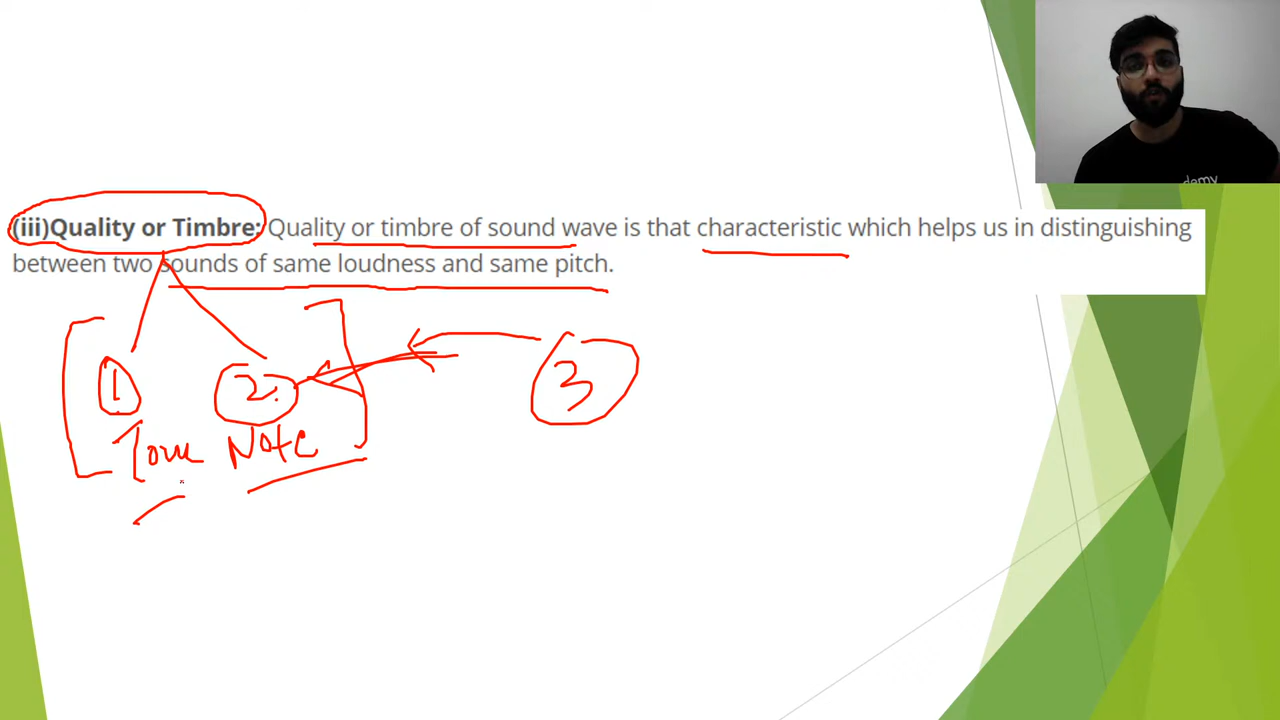 (iii)Quality or Timbre: Quality or timbre of sound wave is that characteristic which helps us in distinguishing
between two sounds of same loudness and same pitch.
1 2
3
Tone Note
demy